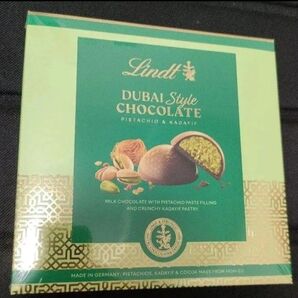 Lindt
DUBAI Style
CHOCOLATE
PISTACHIO & KADAYIF
MILK CHOCOLATE WITH PISTACHIO PASTE FILLING
AND CRUNCHY KADAYIF PASTRY
MADE IN GERMANY; PISTACHIOS, KADAYIF & COCOA MASS FROM NON-EU